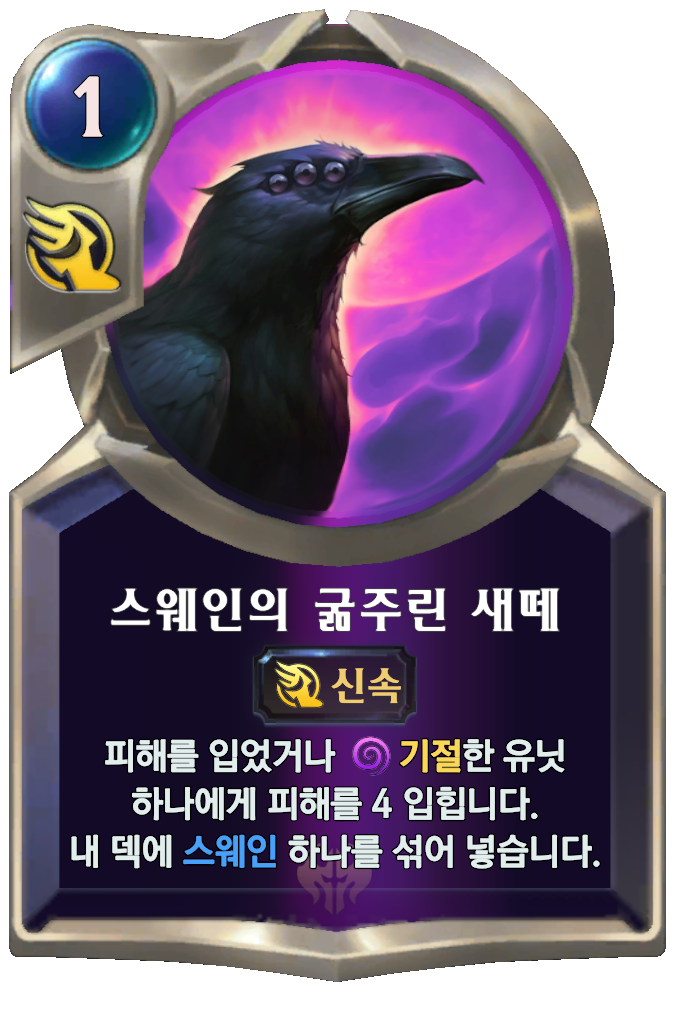 1
스웨인의 굶주린 새떼
신속
피해를 입었거나 기절한 유닛
하나에게 피해를 4 입힙니다.
내 덱에 스웨인 하나를 섞어 넣습니다.